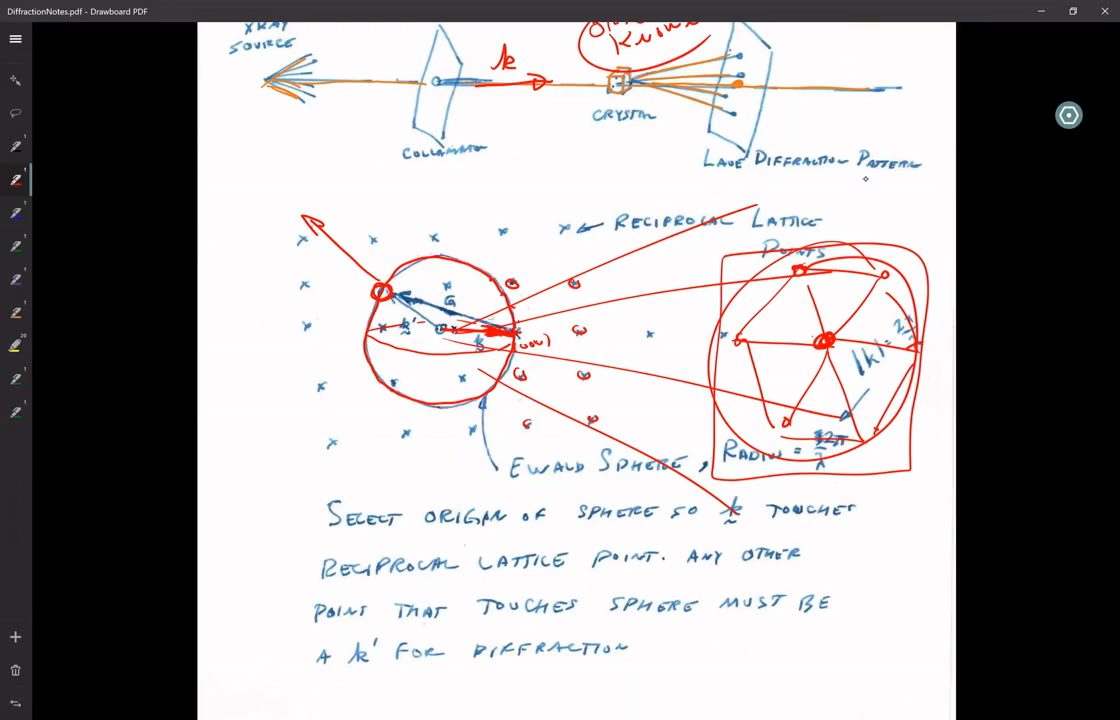 DiffractionNotes.pdf - Drawboard PDF
XRAY
SOURCE
k
KNOWN
CRYSTAL
COLLIMATOR
LAUE DIFFRACTION PATTERN
RECIPROCAL LATTICE
POINTS
G
k'
k
(000)
|k| = 2π/λ
EWALD SPHERE, RADIUS = 2π/λ
SELECT ORIGIN OF SPHERE SO k TOUCHES
RECIPROCAL LATTICE POINT. ANY OTHER
POINT THAT TOUCHES SPHERE MUST BE
A k' FOR DIFFRACTION